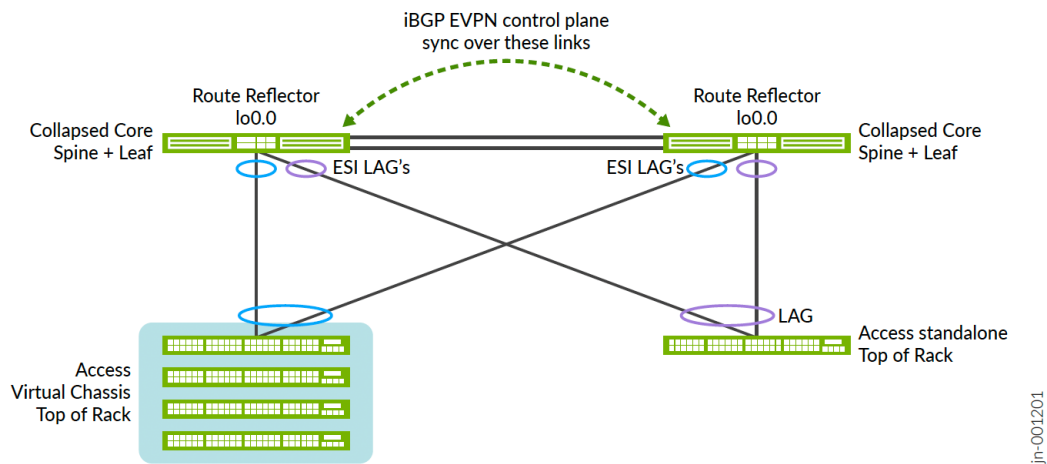 iBGP EVPN control plane
sync over these links
Route Reflector
lo0.0
Route Reflector
lo0.0
Collapsed Core
Spine + Leaf
Collapsed Core
Spine + Leaf
ESI LAG’s
ESI LAG’s
LAG
Access
Virtual Chassis
Top of Rack
Access standalone
Top of Rack
jn-001201